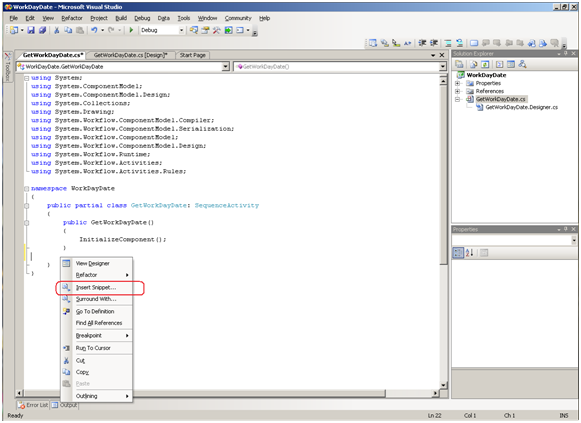 WorkDayDate - Microsoft Visual Studio
File Edit View Refactor Project Build Debug Data Tools Window Community Help
Debug
GetWorkDayDate.cs* GetWorkDayDate.cs [Design]* Start Page
Toolbox
WorkDayDate.GetWorkDayDate GetWorkDayDate()
using System;
using System.ComponentModel;
using System.ComponentModel.Design;
using System.Collections;
using System.Drawing;
using System.Workflow.ComponentModel.Compiler;
using System.Workflow.ComponentModel.Serialization;
using System.Workflow.ComponentModel;
using System.Workflow.ComponentModel.Design;
using System.Workflow.Runtime;
using System.Workflow.Activities;
using System.Workflow.Activities.Rules;
namespace WorkDayDate
{
public partial class GetWorkDayDate: SequenceActivity
{
public GetWorkDayDate()
{
InitializeComponent();
}
}
}
View Designer
Refactor
Insert Snippet...
Surround With...
Go To Definition
Find All References
Breakpoint
Run To Cursor
Cut
Copy
Paste
Outlining
Solution Explorer
WorkDayDate
Properties
References
GetWorkDayDate.cs
GetWorkDayDate.Designer.cs
Properties
Error List Output
Ready Ln 22 Col 1 Ch 1 INS